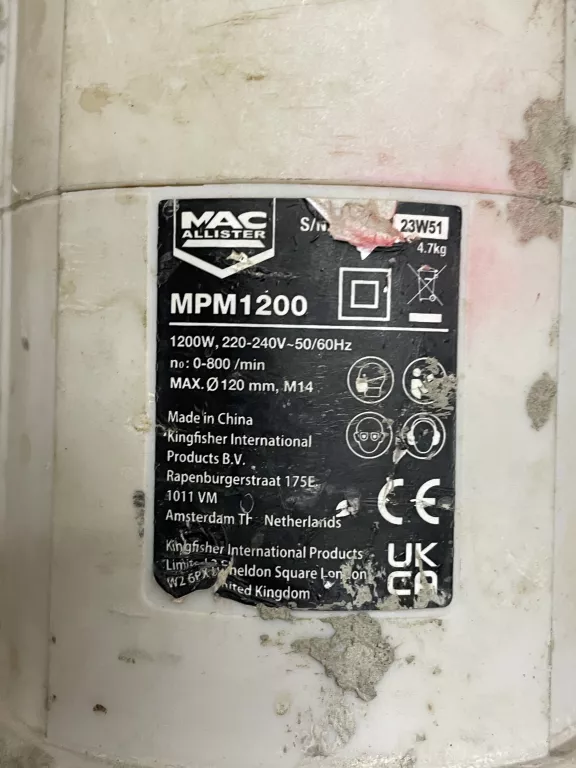 MAC
ALLISTER
S/N 23W51
4.7kg
MPM1200
1200W, 220-240V~50/60Hz
n₀: 0-800 /min
MAX. Ø 120 mm, M14
Made in China
Kingfisher International
Products B.V.
Rapenburgerstraat 175E,
1011 VM
Amsterdam Netherlands
CE
Kingfisher International Products
Sheldon Square London
W2 6PX United Kingdom
UK
CA